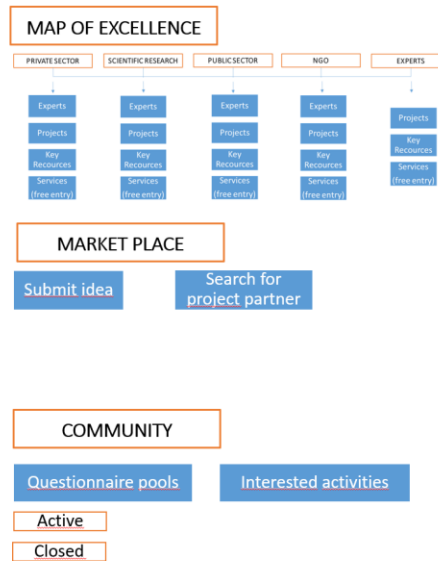 MAP OF EXCELLENCE
PRIVATE SECTOR
SCIENTIFIC RESEARCH
PUBLIC SECTOR
NGO
EXPERTS
Experts
Experts
Experts
Experts
Projects
Projects
Projects
Projects
Projects
Key
Recources
Key
Recources
Key
Recources
Key
Recources
Key
Recources
Services
(free entry)
Services
(free entry)
Services
(free entry)
Services
(free entry)
Services
(free entry)
MARKET PLACE
Submit idea
Search for
project partner
COMMUNITY
Questionnaire pools
Interested activities
Active
Closed